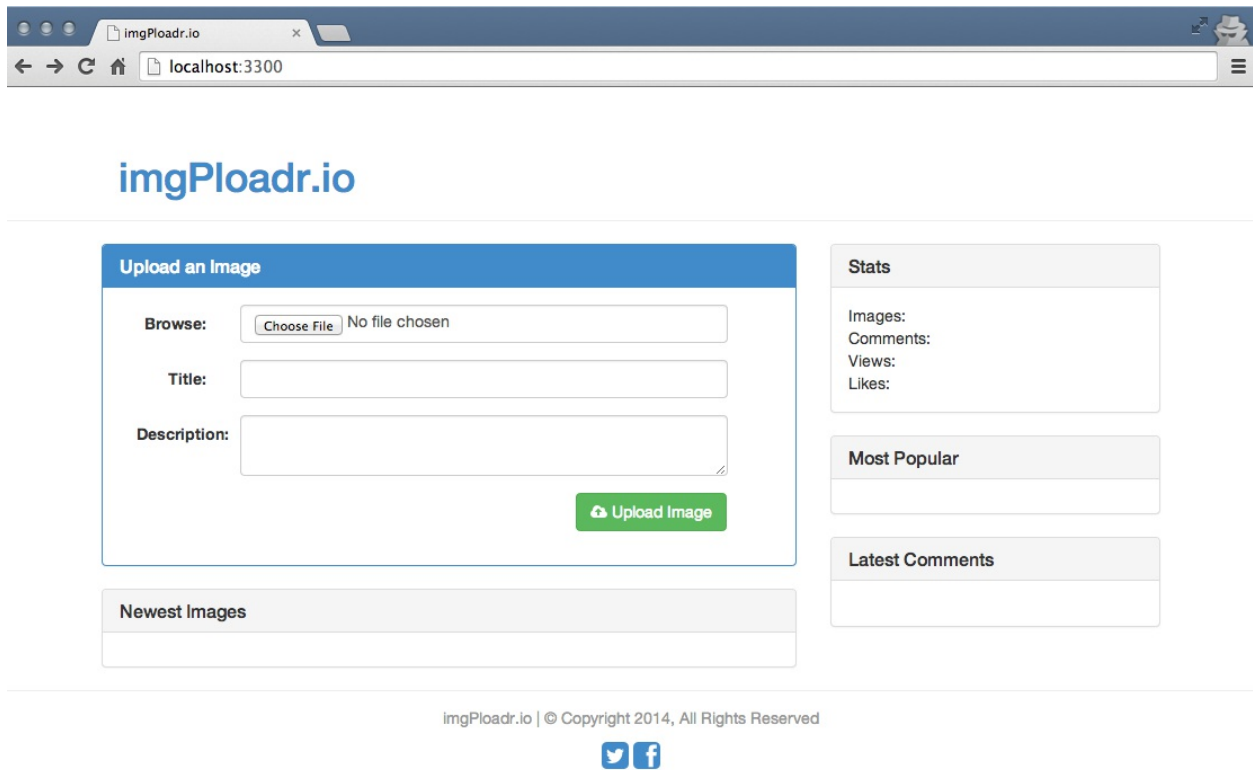 imgPloadr.io
localhost:3300
imgPloadr.io
Upload an Image
Browse:
Choose File No file chosen
Title:
Description:
Upload Image
Newest Images
Stats
Images:
Comments:
Views:
Likes:
Most Popular
Latest Comments
imgPloadr.io | © Copyright 2014, All Rights Reserved